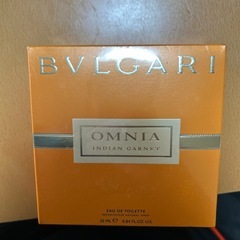 BVLGARI
OMNIA
INDIAN GARNET
EAU DE TOILETTE